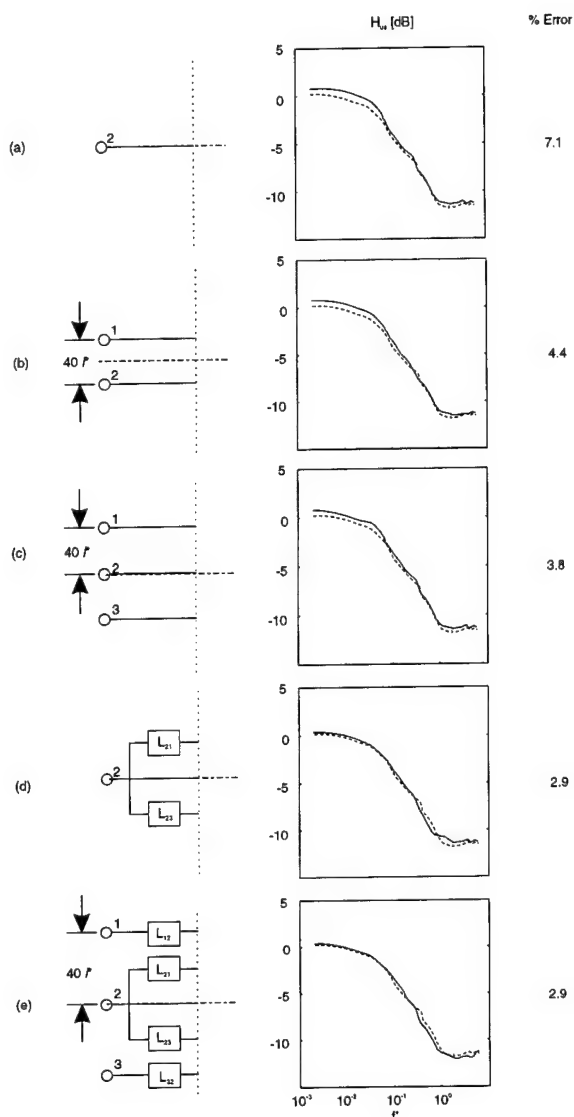 [dB] % Error
(a) 2 7.1
5
0
-5
-10
(b) 1
40 l*
2 4.4
5
0
-5
-10
(c) 1
40 l*
2
3 3.8
5
0
-5
-10
(d) 2 L₂₁
L₂₃ 2.9
5
0
-5
-10
(e) 1 L₁₂
40 l* L₂₁
2
L₂₃
3 L₃₂ 2.9
5
0
-5
-10
10⁻³ 10⁻² 10⁻¹ 10⁰
f*